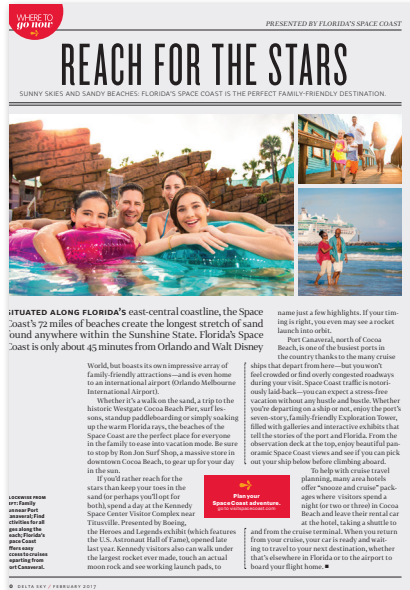 WHERE TO
go now
PRESENTED BY FLORIDA'S SPACE COAST
REACH FOR THE STARS
SUNNY SKIES AND SANDY BEACHES: FLORIDA'S SPACE COAST IS THE PERFECT FAMILY-FRIENDLY DESTINATION.
SITUATED ALONG FLORIDA'S east-central coastline, the Space
Coast's 72 miles of beaches create the longest stretch of sand
found anywhere within the Sunshine State. Florida's Space
Coast is only about 45 minutes from Orlando and Walt Disney
World, but boasts its own impressive array of
family-friendly attractions—and is even home
to an international airport (Orlando Melbourne
International Airport).
Whether it's a walk on the sand, a trip to the
historic Westgate Cocoa Beach Pier, surf les-
sons, standup paddleboarding or simply soaking
up the warm Florida rays, the beaches of the
Space Coast are the perfect place for everyone
in the family to ease into vacation mode. Be sure
to stop by Ron Jon Surf Shop, a massive store in
downtown Cocoa Beach, to gear up for your day
in the sun.
If you'd rather reach for the
stars than keep your toes in the
sand (or perhaps you'll opt for
both), spend a day at the Kennedy
Space Center Visitor Complex near
Titusville. Presented by Boeing,
the Heroes and Legends exhibit (which features
the U.S. Astronaut Hall of Fame), opened late
last year. Kennedy visitors also can walk under
the largest rocket ever made, touch an actual
moon rock and see working launch pads, to
name just a few highlights. If your tim-
ing is right, you even may see a rocket
launch into orbit.
Port Canaveral, north of Cocoa
Beach, is one of the busiest ports in
the country thanks to the many cruise
ships that depart from here—but you won't
feel crowded or find overly congested roadways
during your visit. Space Coast traffic is notori-
ously laid-back—you can expect a stress-free
vacation without any hustle and bustle. Whether
you're departing on a ship or not, enjoy the port's
seven-story, family-friendly Exploration Tower,
filled with galleries and interactive exhibits that
tell the stories of the port and Florida. From the
observation deck at the top, enjoy beautiful pan-
oramic Space Coast views and see if you can pick
out your ship below before climbing aboard.
To help with cruise travel
planning, many area hotels
offer "snooze and cruise" pack-
ages where visitors spend a
night (or two or three) in Cocoa
Beach and leave their rental car
at the hotel, taking a shuttle to
and from the cruise terminal. When you return
from your cruise, your car is ready and wait-
ing to travel to your next destination, whether
that's elsewhere in Florida or to the airport to
board your flight home. ■
Plan your
Space Coast adventure.
go to visitspacecoast.com
LOCKWISE FROM
Family
near Port
anaveral; Find
ctivities for all
ges along the
each; Florida's
pace Coast
ffers easy
ccess to cruises
eparting from
ort Canaveral.
DELTA SKY / FEBRUARY 2017